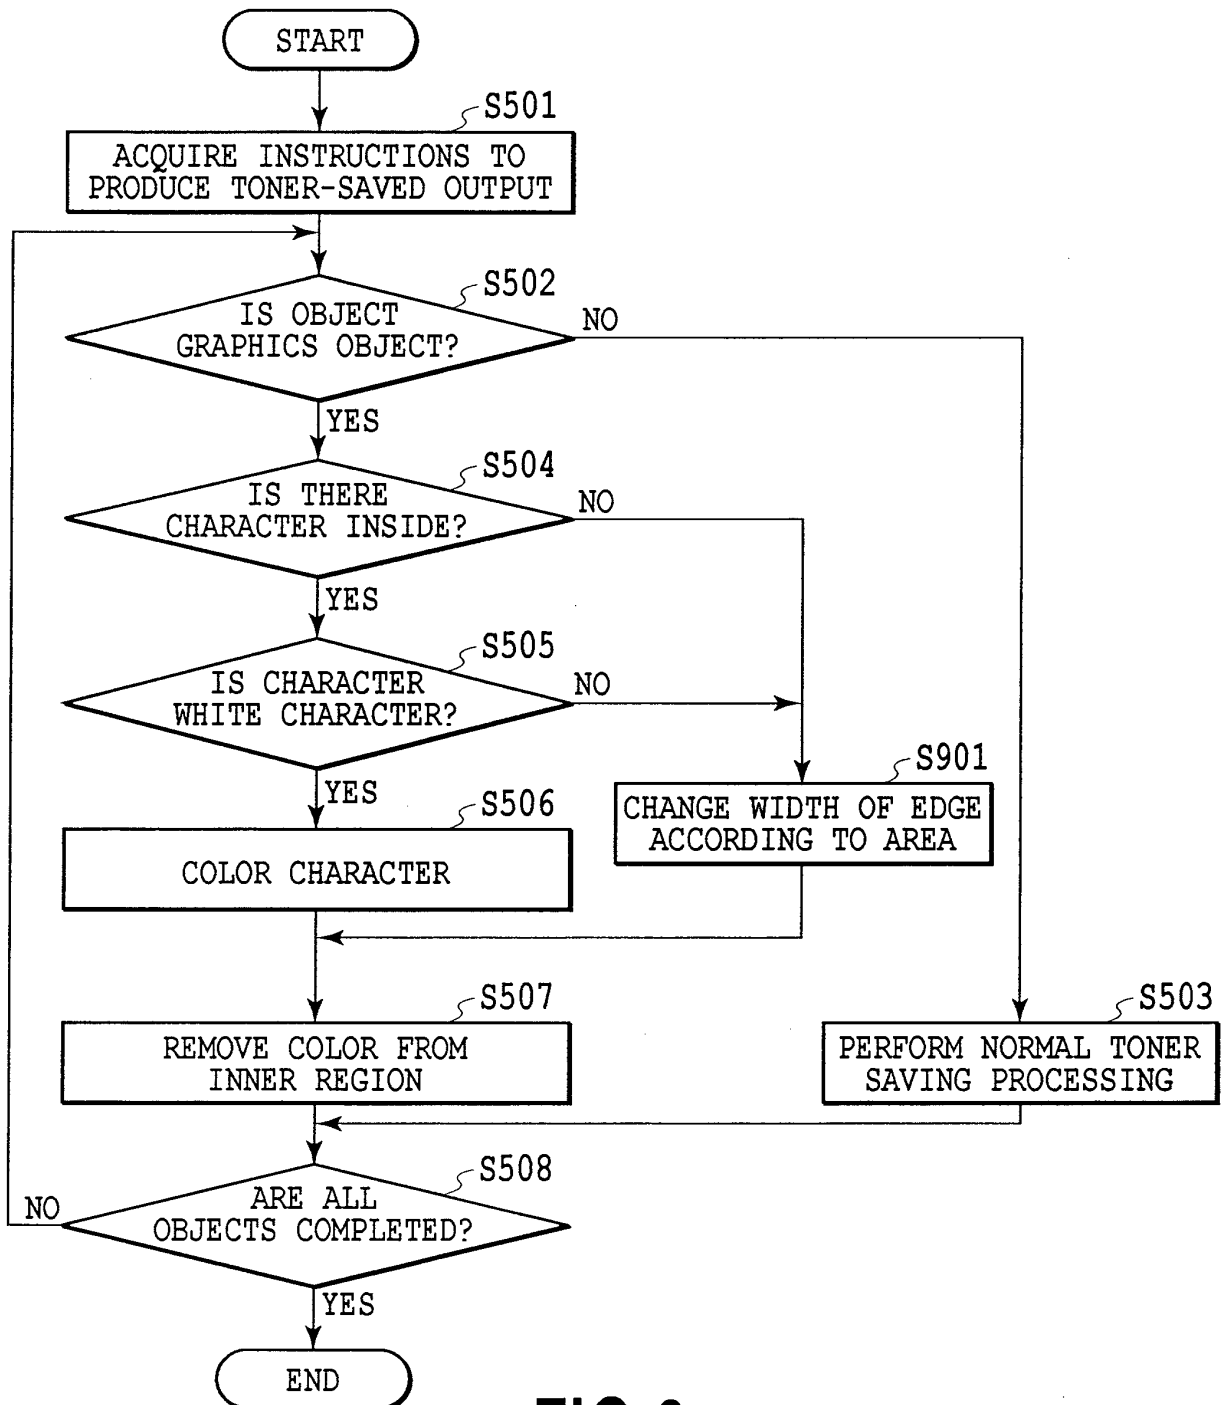 START
S501
ACQUIRE INSTRUCTIONS TO
PRODUCE TONER-SAVED OUTPUT
S502
IS OBJECT
GRAPHICS OBJECT?
NO
YES
S504
IS THERE
CHARACTER INSIDE?
NO
YES
S505
IS CHARACTER
WHITE CHARACTER?
NO
YES
S901
CHANGE WIDTH OF EDGE
ACCORDING TO AREA
S506
COLOR CHARACTER
S507
REMOVE COLOR FROM
INNER REGION
S503
PERFORM NORMAL TONER
SAVING PROCESSING
S508
ARE ALL
OBJECTS COMPLETED?
NO
YES
END